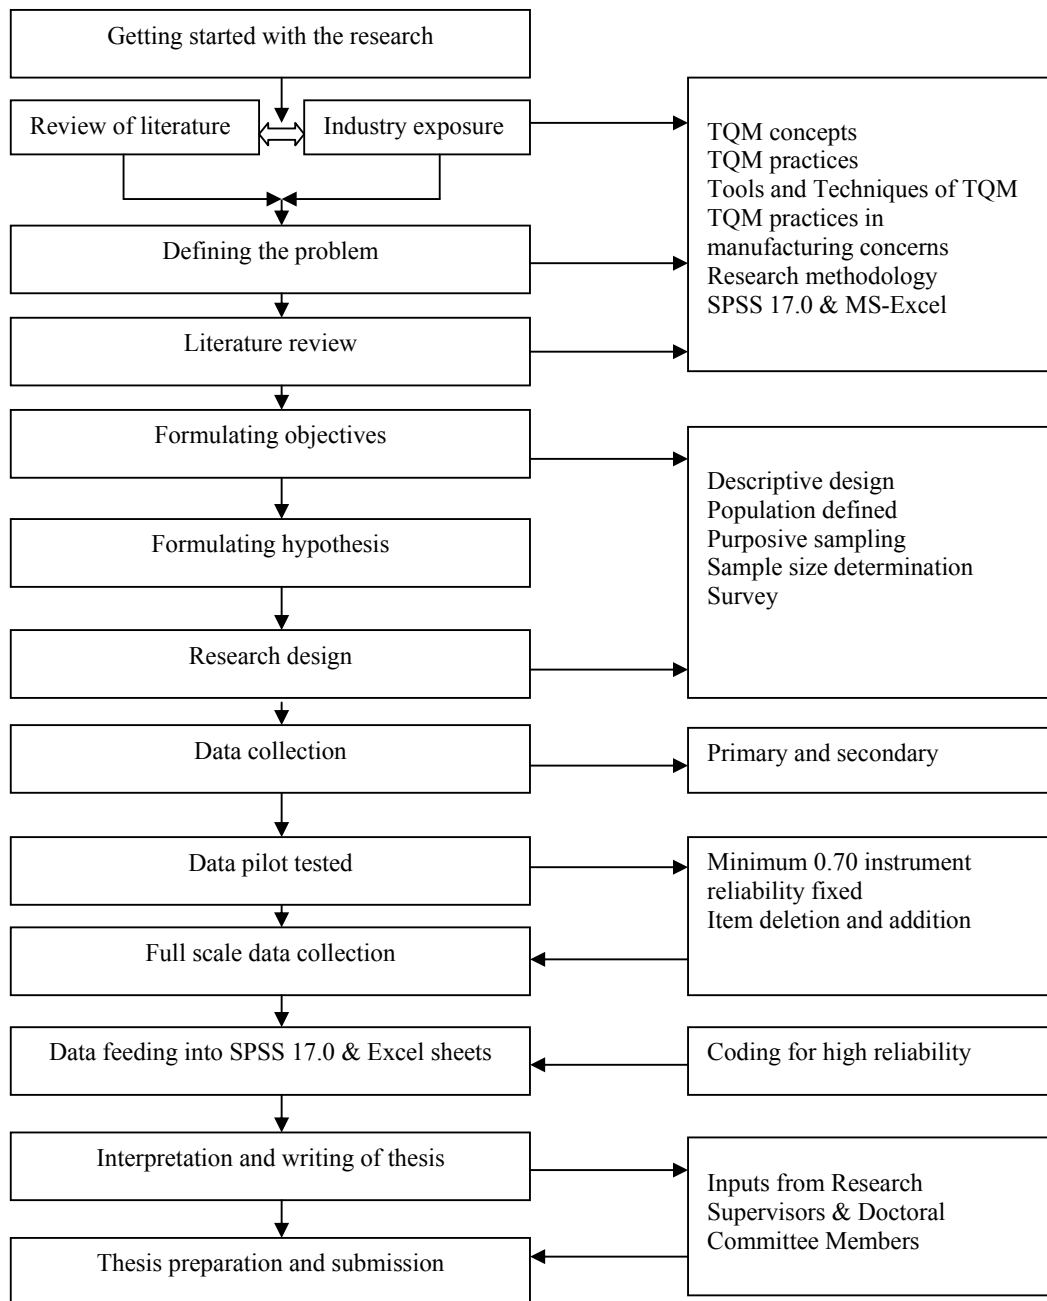 Getting started with the research
Review of literature
Industry exposure
TQM concepts
TQM practices
Tools and Techniques of TQM
TQM practices in
manufacturing concerns
Research methodology
SPSS 17.0 & MS-Excel
Defining the problem
Literature review
Formulating objectives
Descriptive design
Population defined
Purposive sampling
Sample size determination
Survey
Formulating hypothesis
Research design
Data collection
Primary and secondary
Data pilot tested
Minimum 0.70 instrument
reliability fixed
Item deletion and addition
Full scale data collection
Data feeding into SPSS 17.0 & Excel sheets
Coding for high reliability
Interpretation and writing of thesis
Inputs from Research
Supervisors & Doctoral
Committee Members
Thesis preparation and submission